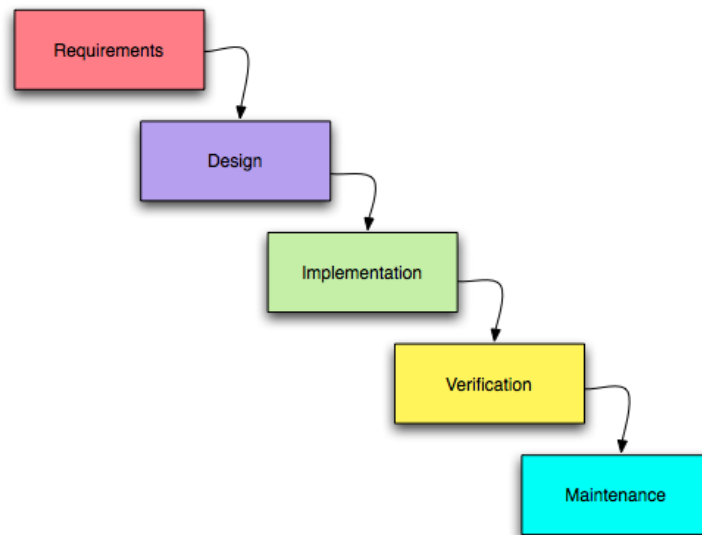 Requirements
Design
Implementation
Verification
Maintenance